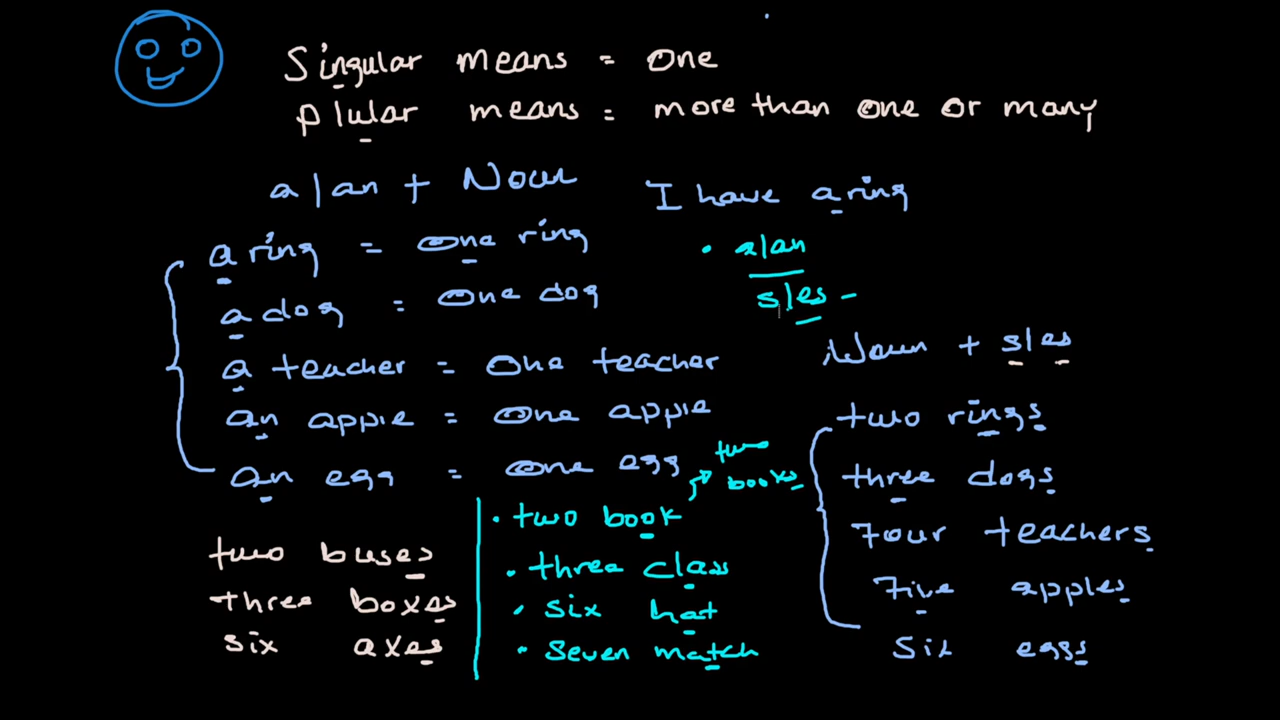 Singular means = one
plular means = more than one or many
a/an + Noun
I have a ring
a ring = one ring
• a/an
a dog = one dog
s/es -
a teacher = one teacher
Noun + s/es
an apple = one apple
two rings
an egg = one egg
two
books
three dogs
• two book
four teachers
two buses
• three class
five apples
three boxes
• six hat
six axes
• seven match
six eggs